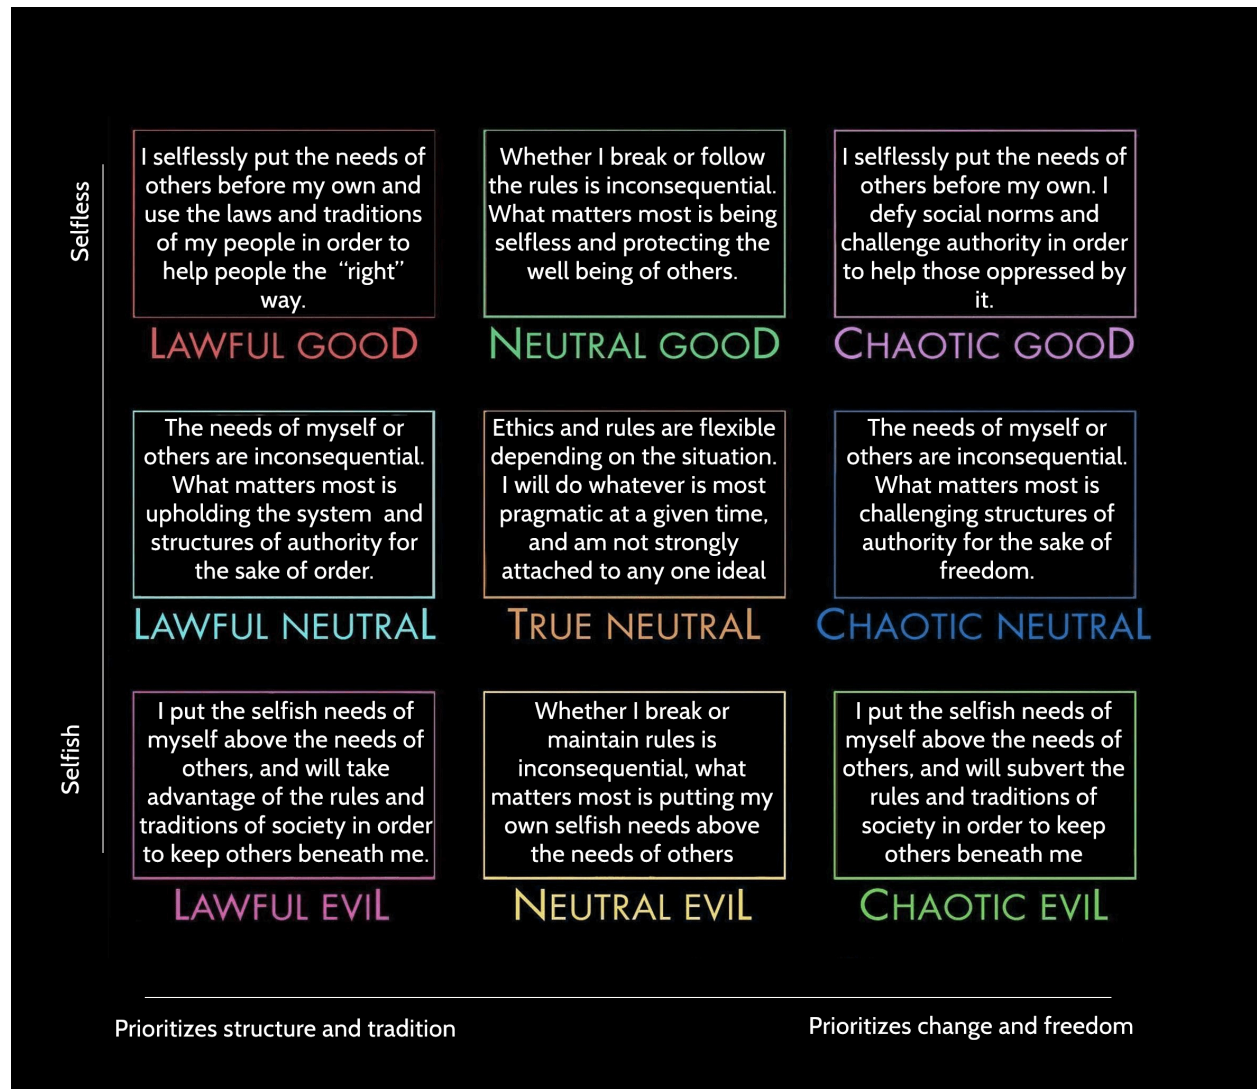 Selfless
I selflessly put the needs of
others before my own and
use the laws and traditions
of my people in order to
help people the “right”
way.
LAWFUL GOOD
Whether I break or follow
the rules is inconsequential.
What matters most is being
selfless and protecting the
well being of others.
NEUTRAL GOOD
I selflessly put the needs of
others before my own. I
defy social norms and
challenge authority in order
to help those oppressed by
it.
CHAOTIC GOOD
The needs of myself or
others are inconsequential.
What matters most is
upholding the system and
structures of authority for
the sake of order.
LAWFUL NEUTRAL
Ethics and rules are flexible
depending on the situation.
I will do whatever is most
pragmatic at a given time,
and am not strongly
attached to any one ideal
TRUE NEUTRAL
The needs of myself or
others are inconsequential.
What matters most is
challenging structures of
authority for the sake of
freedom.
CHAOTIC NEUTRAL
Selfish
I put the selfish needs of
myself above the needs of
others, and will take
advantage of the rules and
traditions of society in order
to keep others beneath me.
LAWFUL EVIL
Whether I break or
maintain rules is
inconsequential, what
matters most is putting my
own selfish needs above
the needs of others
NEUTRAL EVIL
I put the selfish needs of
myself above the needs of
others, and will subvert the
rules and traditions of
society in order to keep
others beneath me
CHAOTIC EVIL
Prioritizes structure and tradition
Prioritizes change and freedom